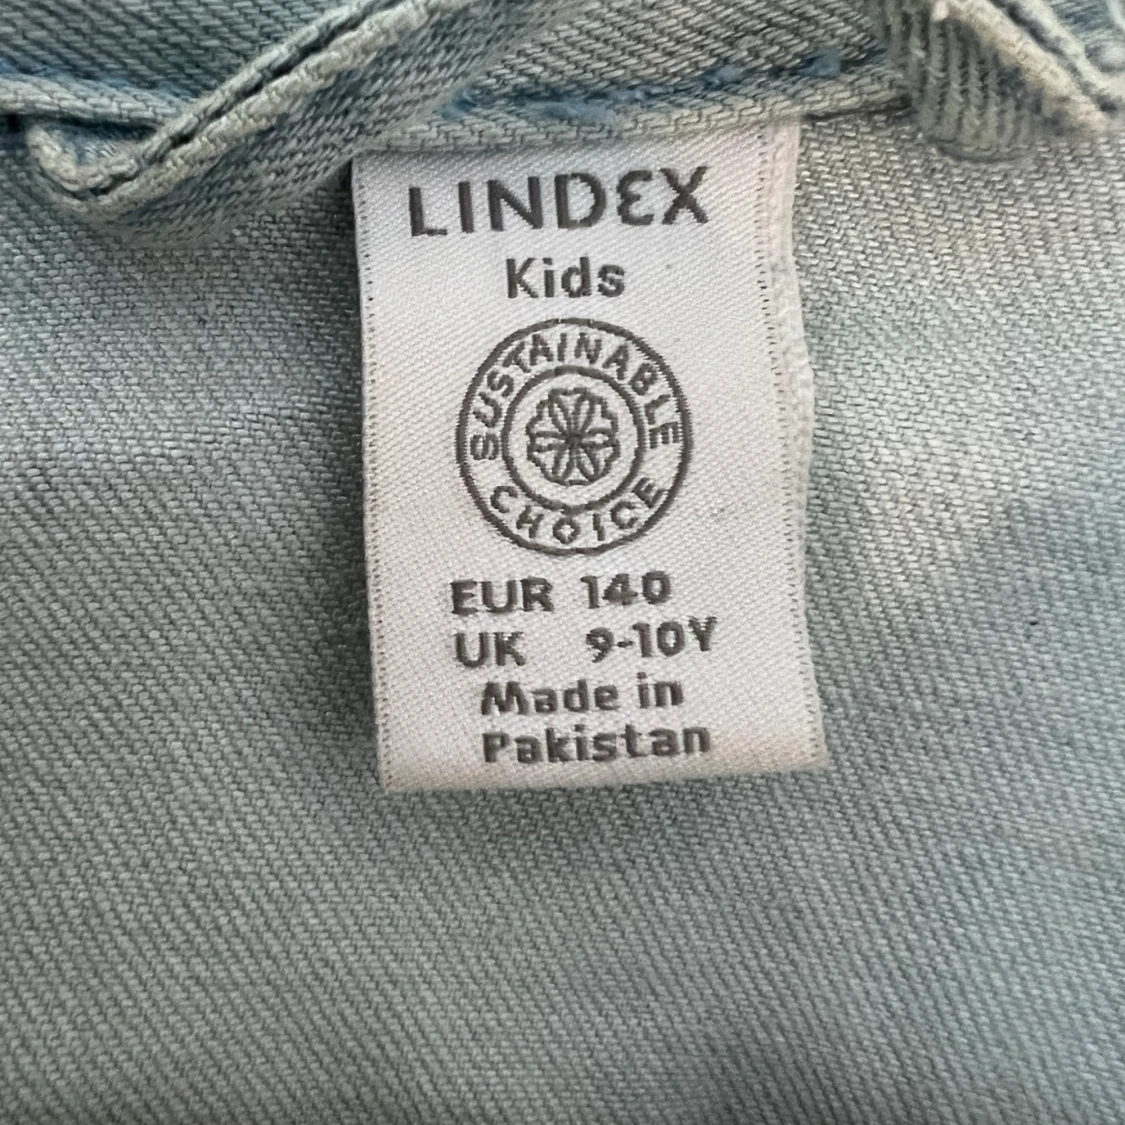 LINDEX
Kids
SUSTAINABLE
CHOICE
EUR 140
UK 9-10Y
Made in
Pakistan